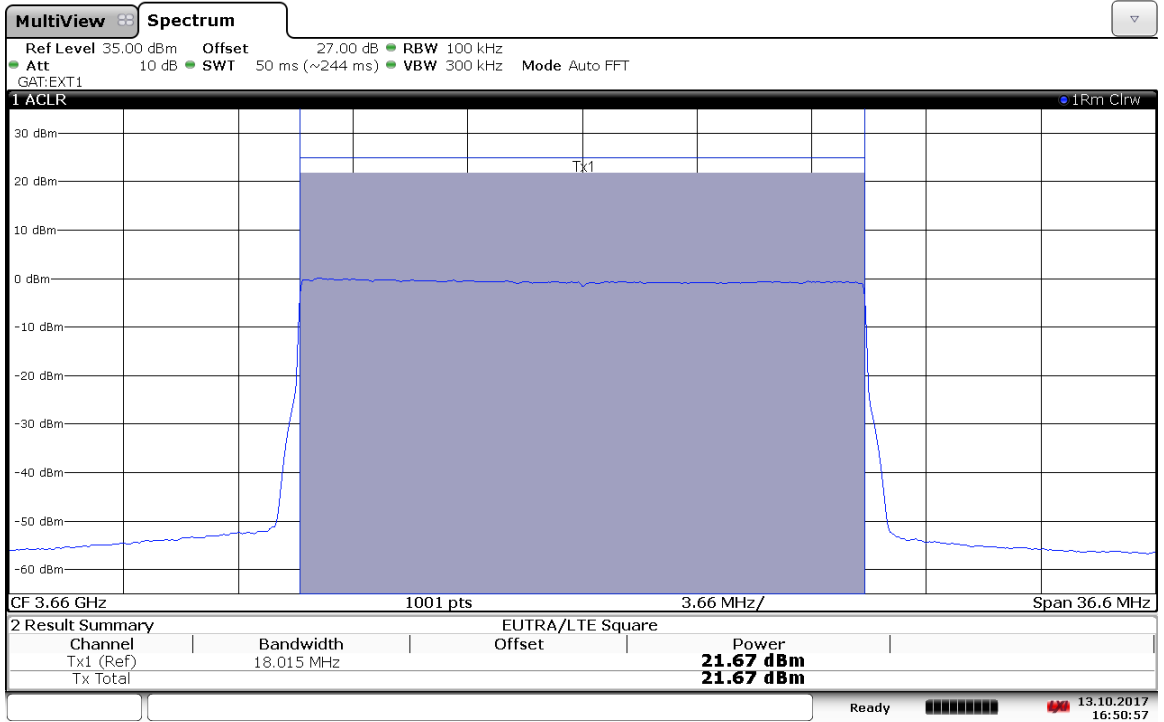 MultiView Spectrum
Ref Level 35.00 dBm Offset 27.00 dB RBW 100 kHz
Att 10 dB SWT 50 ms (~244 ms) VBW 300 kHz Mode Auto FFT
GAT:EXT1
1 ACLR 1Rm Clrw
30 dBm
Tx1
20 dBm
10 dBm
0 dBm
-10 dBm
-20 dBm
-30 dBm
-40 dBm
-50 dBm
-60 dBm
CF 3.66 GHz 1001 pts 3.66 MHz/ Span 36.6 MHz
2 Result Summary EUTRA/LTE Square
Channel Bandwidth Offset Power
Tx1 (Ref) 18.015 MHz 21.67 dBm
Tx Total 21.67 dBm
Ready 13.10.2017
16:50:57